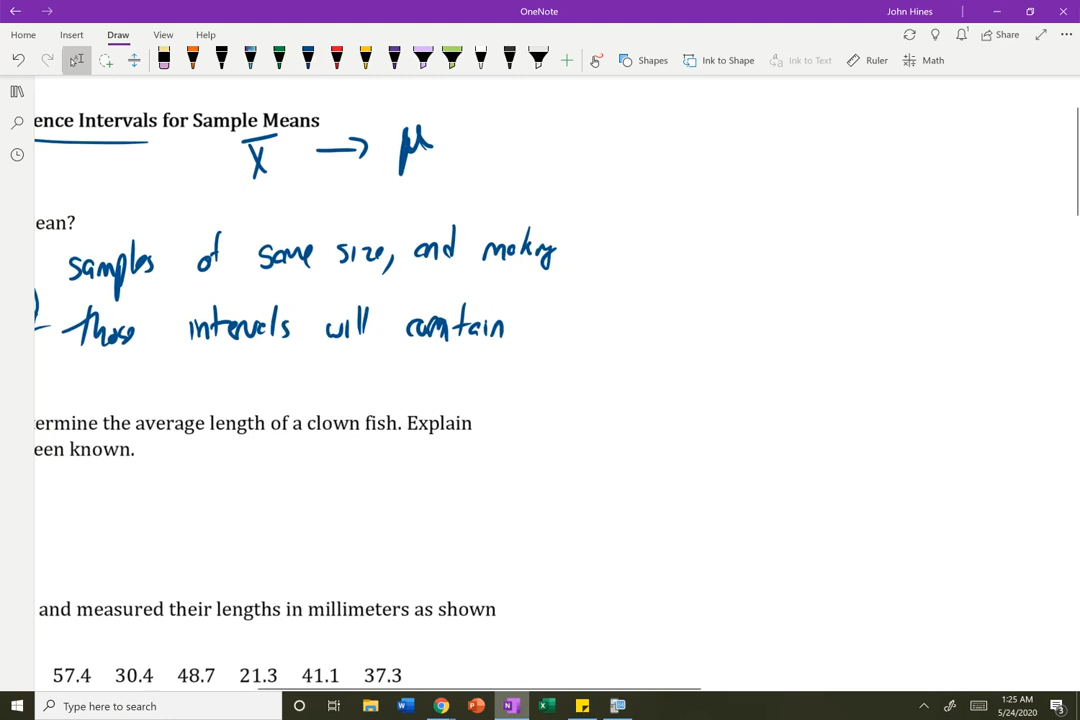 OneNote
John Hines
Home Insert Draw View Help
Share
Shapes Ink to Shape Ink to Text Ruler Math
ence Intervals for Sample Means
X → μ
ean?
samples of same size, and making
those intervals will contain
ermine the average length of a clown fish. Explain
een known.
and measured their lengths in millimeters as shown
57.4 30.4 48.7 21.3 41.1 37.3
Type here to search
1:25 AM
5/24/2020
3